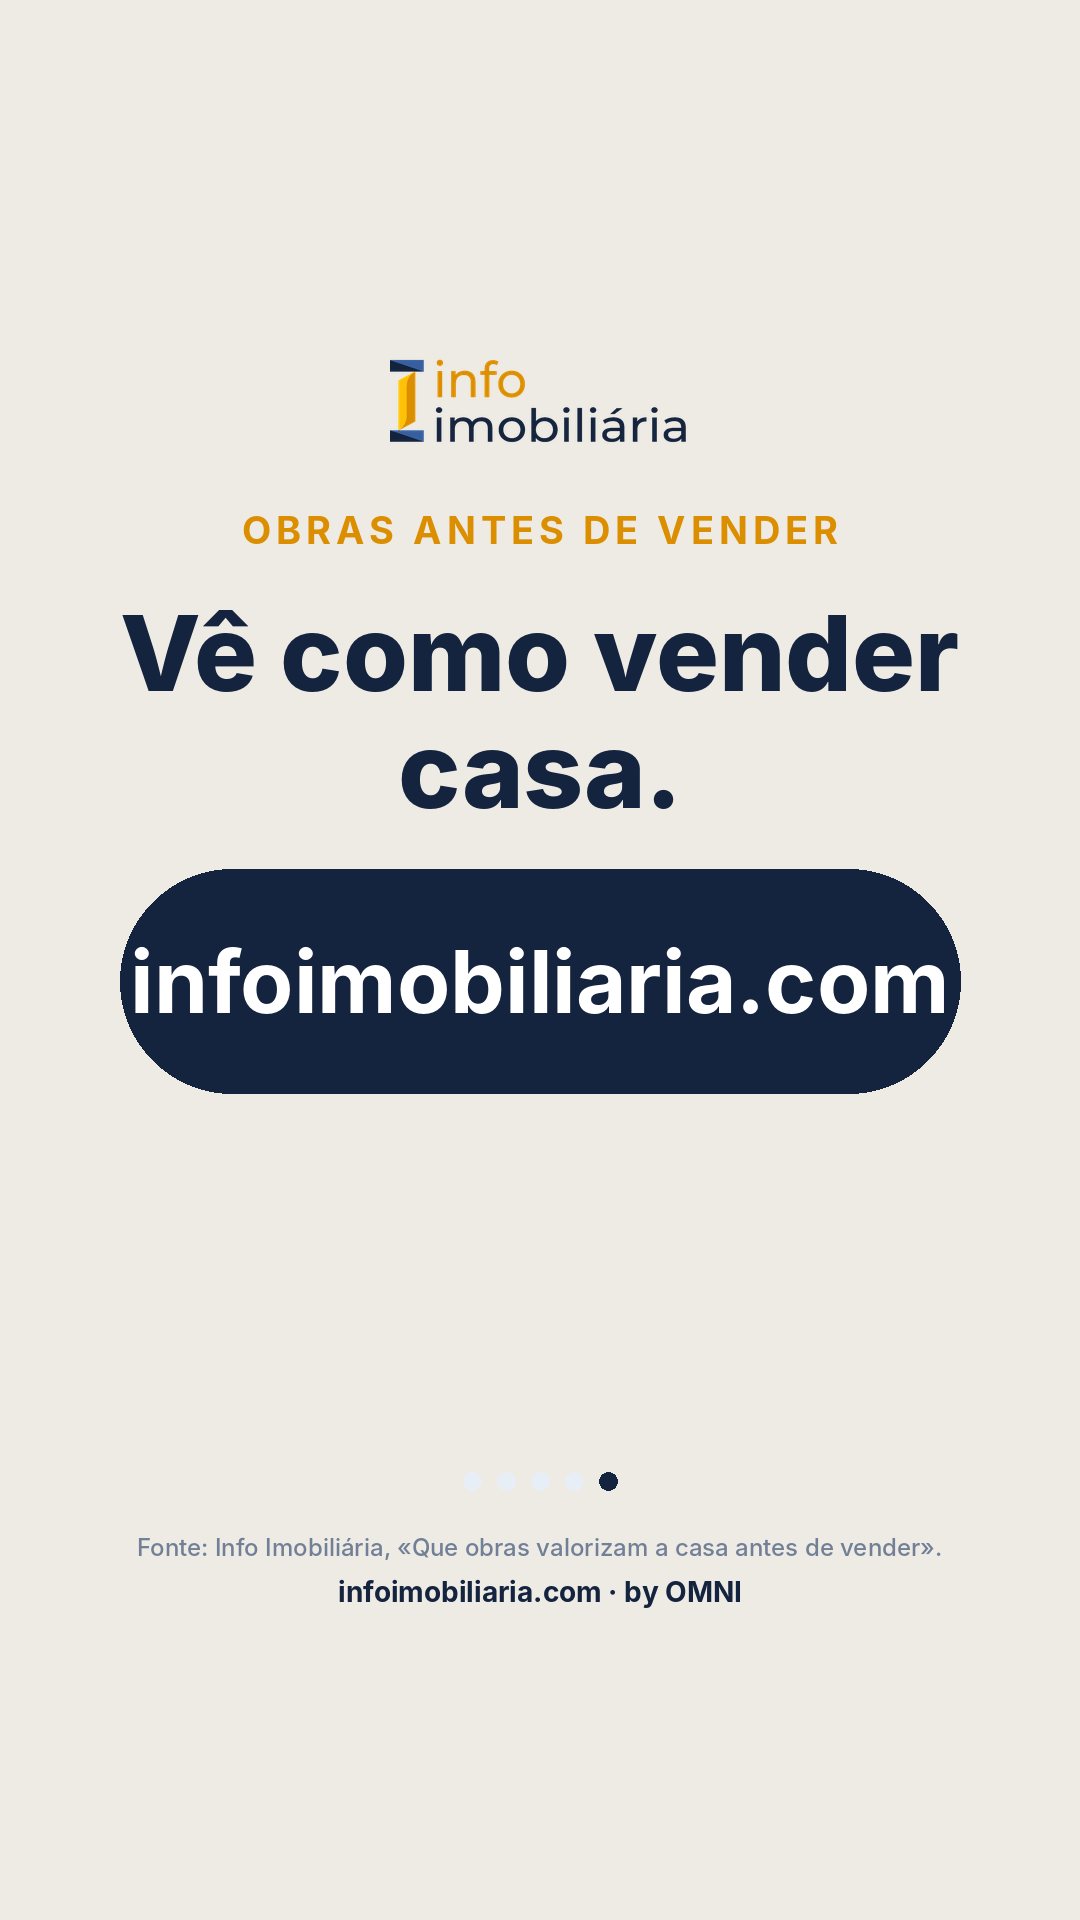 info
imobiliária
OBRAS ANTES DE VENDER
Vê como vender
casa.
infoimobiliaria.com
Fonte: Info Imobiliária, «Que obras valorizam a casa antes de vender».
infoimobiliaria.com · by OMNI